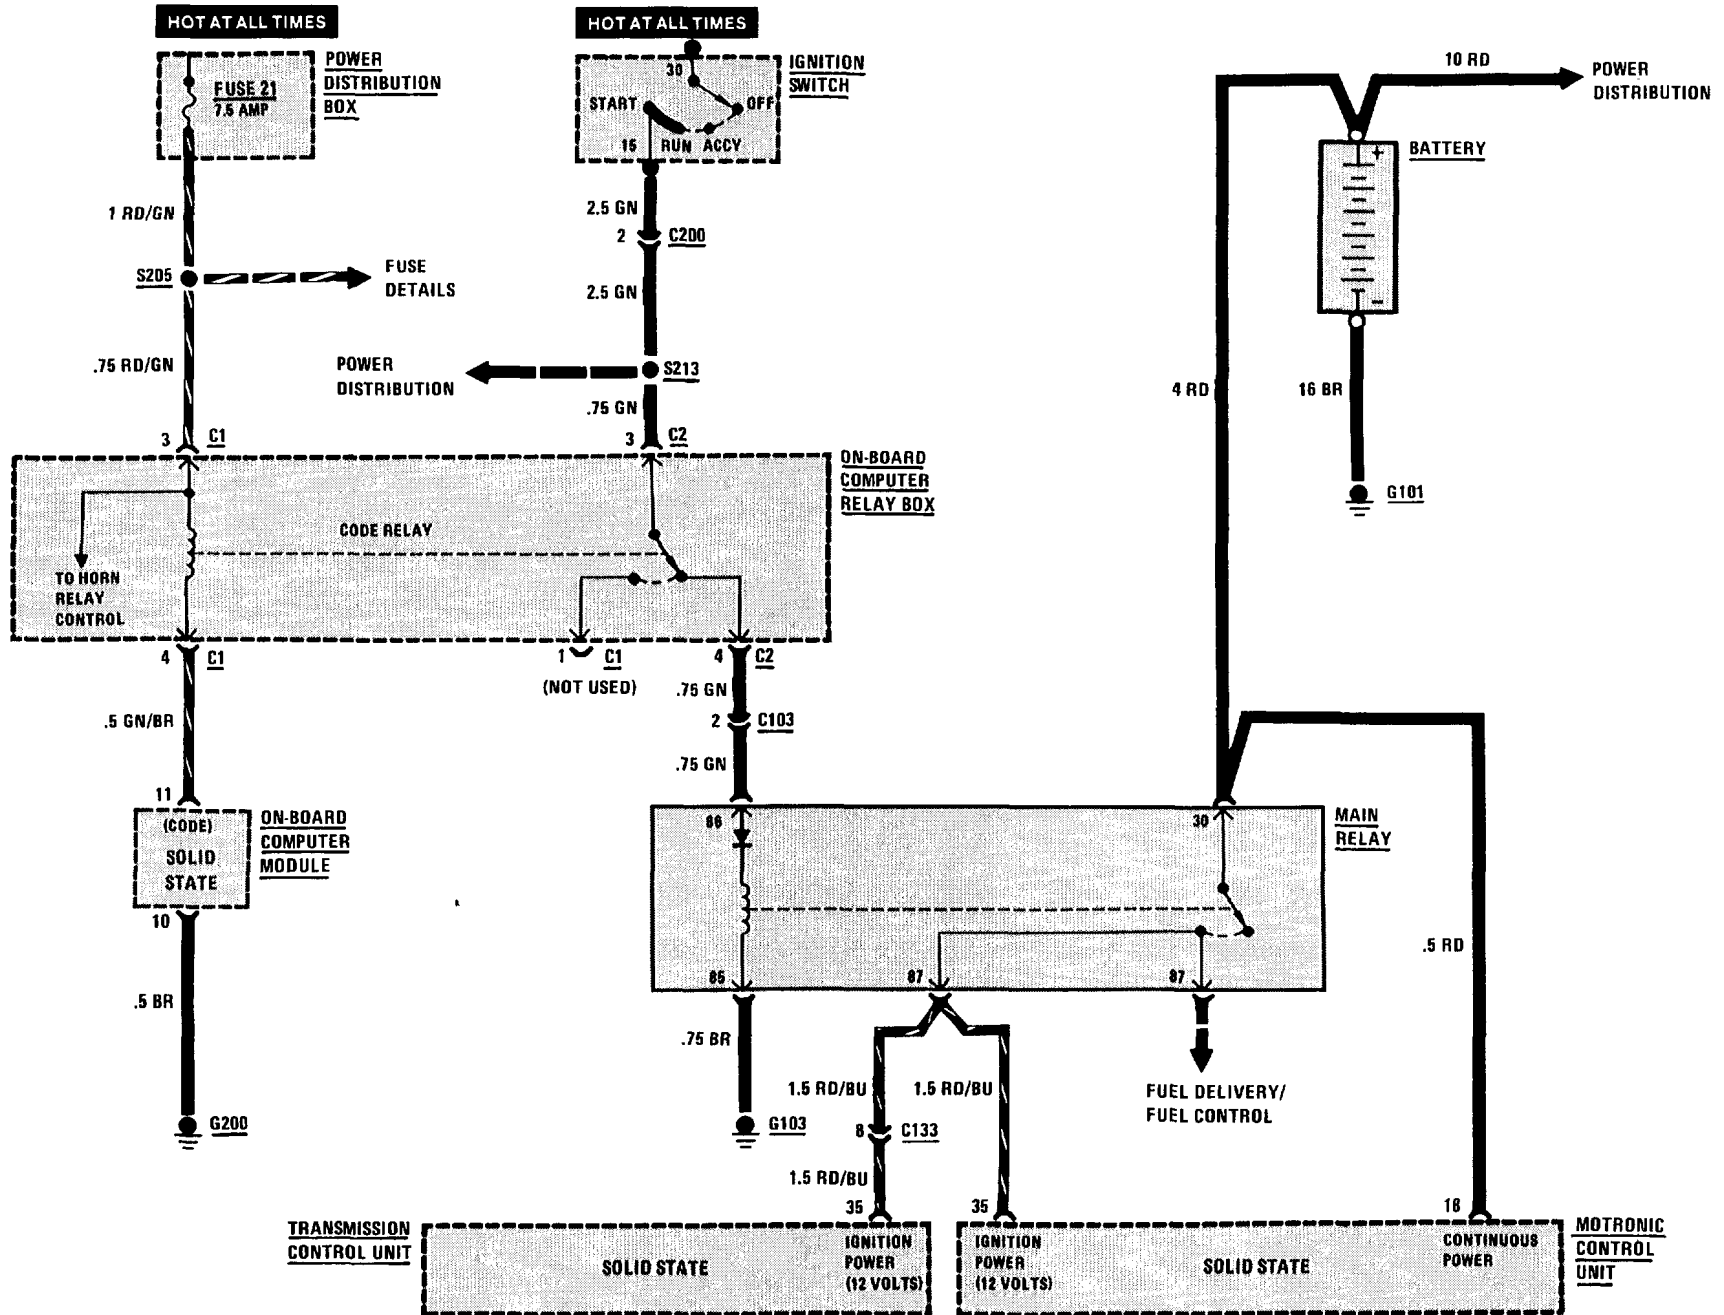 HOT AT ALL TIMES
HOT AT ALL TIMES
POWER
DISTRIBUTION
BOX
FUSE 21
7.5 AMP
IGNITION
SWITCH
30
START
OFF
15
RUN
ACCY
10 RD
POWER
DISTRIBUTION
BATTERY
+
-
1 RD/GN
2.5 GN
2
C200
S205
FUSE
DETAILS
2.5 GN
.75 RD/GN
POWER
DISTRIBUTION
S213
.75 GN
4 RD
16 BR
G101
3
C1
3
C2
ON-BOARD
COMPUTER
RELAY BOX
CODE RELAY
TO HORN
RELAY
CONTROL
4
C1
1
C1
(NOT USED)
4
C2
.75 GN
.5 GN/BR
2
C103
.75 GN
11
(CODE)
SOLID
STATE
ON-BOARD
COMPUTER
MODULE
10
86
30
MAIN
RELAY
85
87
87
.5 RD
.5 BR
.75 BR
G200
G103
1.5 RD/BU
1.5 RD/BU
FUEL DELIVERY/
FUEL CONTROL
8
C133
1.5 RD/BU
35
35
18
TRANSMISSION
CONTROL UNIT
SOLID STATE
IGNITION
POWER
(12 VOLTS)
IGNITION
POWER
(12 VOLTS)
SOLID STATE
CONTINUOUS
POWER
MOTRONIC
CONTROL
UNIT